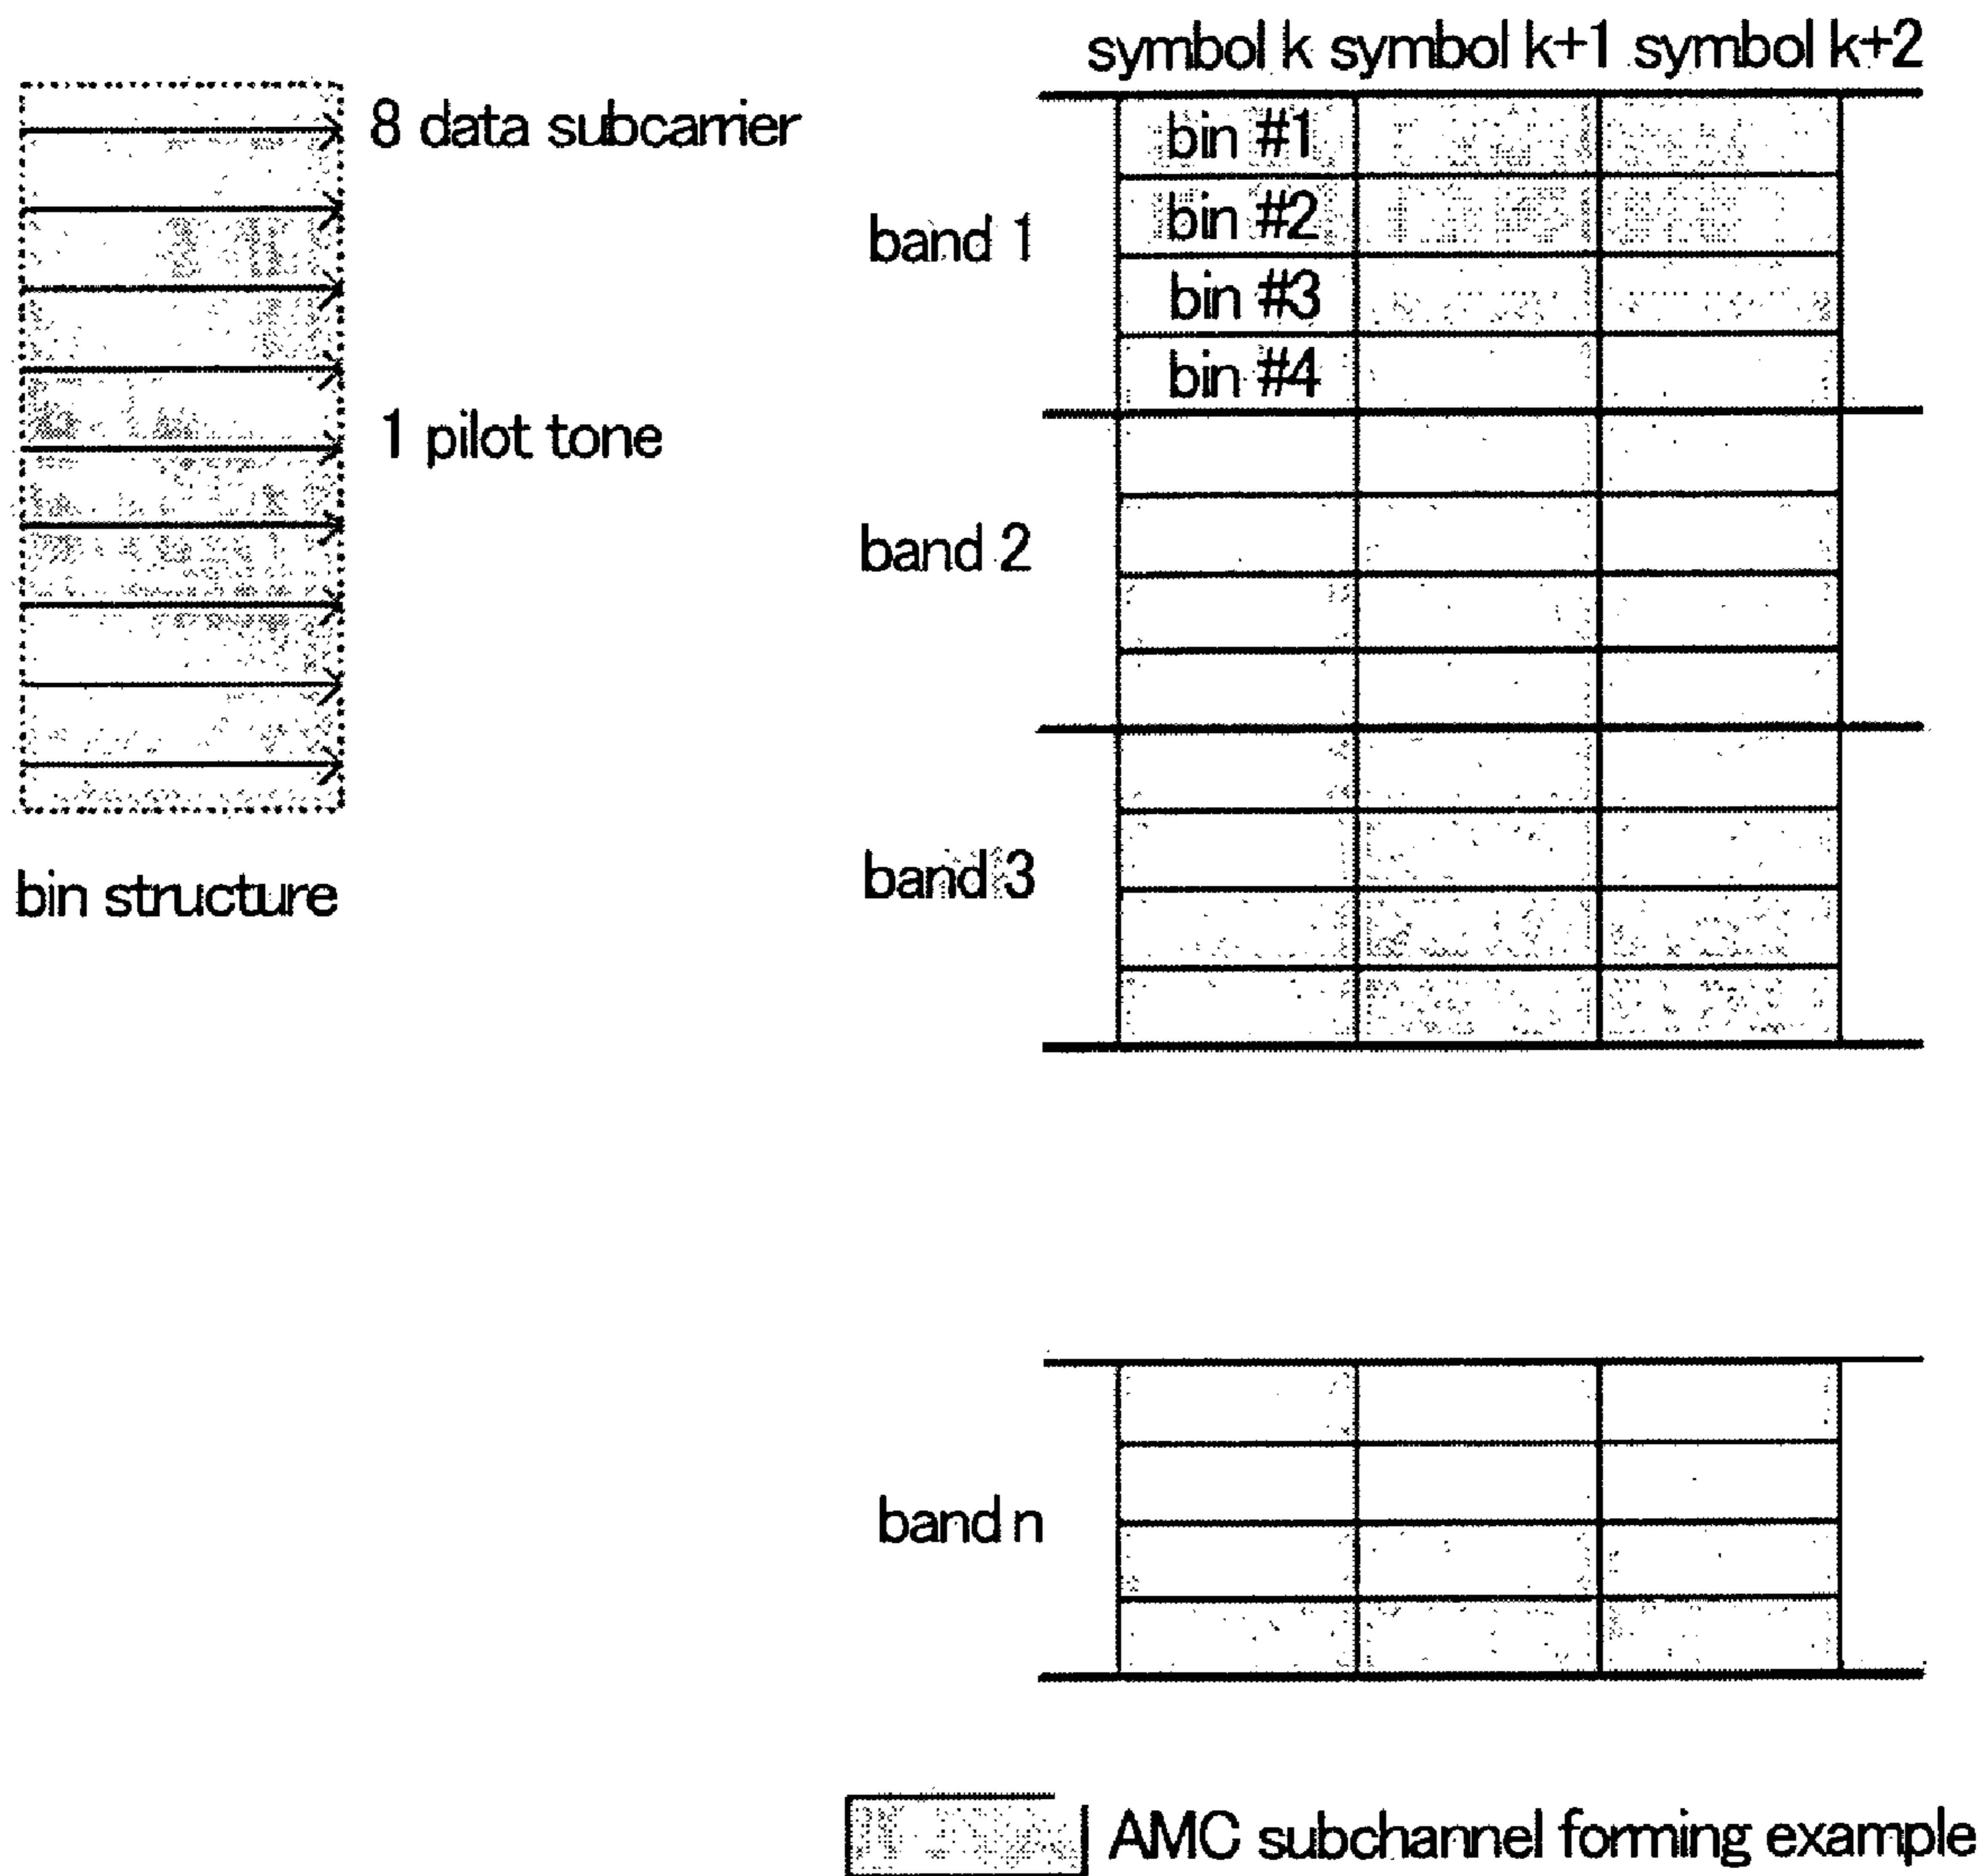 symbol k symbol k+1 symbol k+2
8 data subcarrier
bin #1
bin #2
band 1
bin #3
bin #4
1 pilot tone
band 2
band 3
bin structure
band n
AMC subchannel forming example